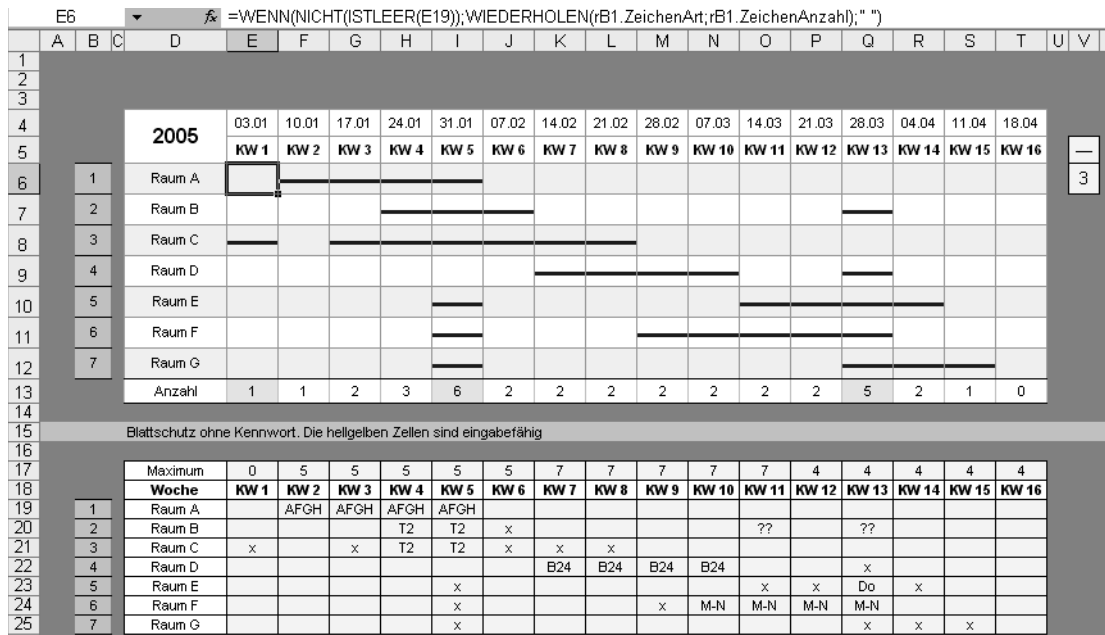 E6 fx =WENN(NICHT(ISTLEER(E19));WIEDERHOLEN(rB1.ZeichenArt;rB1.ZeichenAnzahl);" ")
A B C D E F G H I J K L M N O P Q R S T U V
1
2
3
4 2005 03.01 10.01 17.01 24.01 31.01 07.02 14.02 21.02 28.02 07.03 14.03 21.03 28.03 04.04 11.04 18.04
5 KW 1 KW 2 KW 3 KW 4 KW 5 KW 6 KW 7 KW 8 KW 9 KW 10 KW 11 KW 12 KW 13 KW 14 KW 15 KW 16 —
6 1 Raum A 3
7 2 Raum B
8 3 Raum C
9 4 Raum D
10 5 Raum E
11 6 Raum F
12 7 Raum G
13 Anzahl 1 1 2 3 6 2 2 2 2 2 2 2 5 2 1 0
14
15 Blattschutz ohne Kennwort. Die hellgelben Zellen sind eingabefähig
16
17 Maximum 0 5 5 5 5 5 7 7 7 7 7 4 4 4 4 4
18 Woche KW 1 KW 2 KW 3 KW 4 KW 5 KW 6 KW 7 KW 8 KW 9 KW 10 KW 11 KW 12 KW 13 KW 14 KW 15 KW 16
19 1 Raum A AFGH AFGH AFGH AFGH
20 2 Raum B T2 T2 x ?? ??
21 3 Raum C x x T2 T2 x x x
22 4 Raum D B24 B24 B24 B24 x
23 5 Raum E x x x Do x
24 6 Raum F x x M-N M-N M-N M-N
25 7 Raum G x x x x